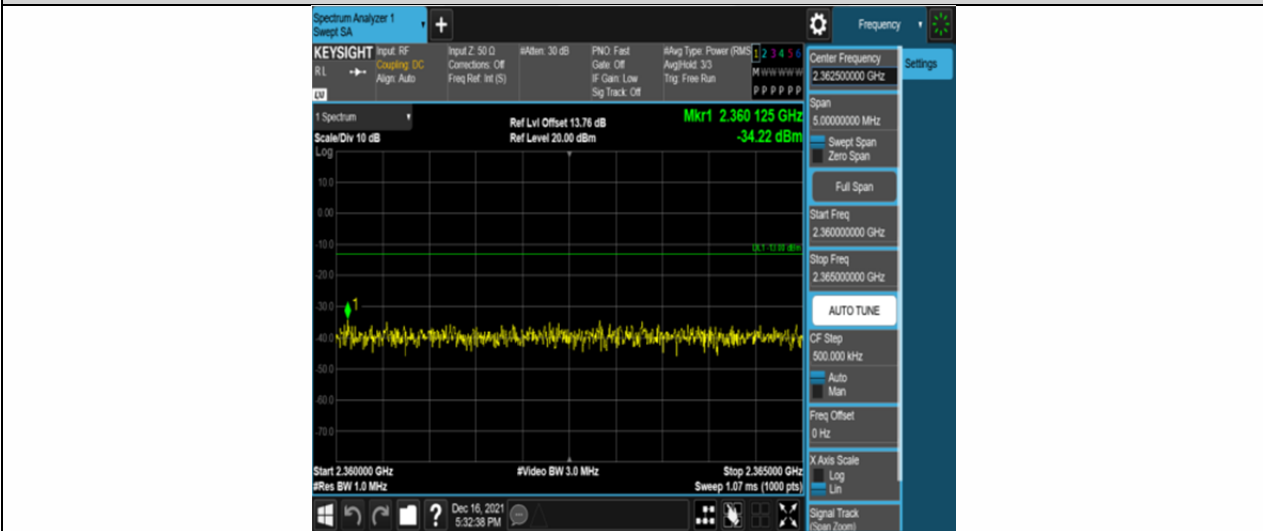 Spectrum Analyzer 1
Swept SA
+
Frequency
KEYSIGHT
Input: RF
Coupling: DC
Align: Auto
RL
LXI
Input Z: 50 Ω
Corrections: Off
Freq Ref: Int (S)
#Atten: 30 dB
PNO: Fast
Gate: Off
IF Gain: Low
Sig Track: Off
#Avg Type: Power (RMS
Avg|Hold: 3/3
Trig: Free Run
1 2 3 4 5 6
M W W W W W
P P P P P P
1 Spectrum
Scale/Div 10 dB
Log
Ref Lvl Offset 13.76 dB
Ref Level 20.00 dBm
Mkr1 2.360 125 GHz
-34.22 dBm
10.0
0.00
-10.0
-20.0
-30.0
-40.0
-50.0
-60.0
-70.0
DL1 -13.00 dBm
1
Start 2.360000 GHz
#Res BW 1.0 MHz
#Video BW 3.0 MHz
Stop 2.365000 GHz
Sweep 1.07 ms (1000 pts)
?
Dec 16, 2021
5:32:38 PM
Center Frequency
2.362500000 GHz
Settings
Span
5.00000000 MHz
Swept Span
Zero Span
Full Span
Start Freq
2.360000000 GHz
Stop Freq
2.365000000 GHz
AUTO TUNE
CF Step
500.000 kHz
Auto
Man
Freq Offset
0 Hz
X Axis Scale
Log
Lin
Signal Track
(Span Zoom)